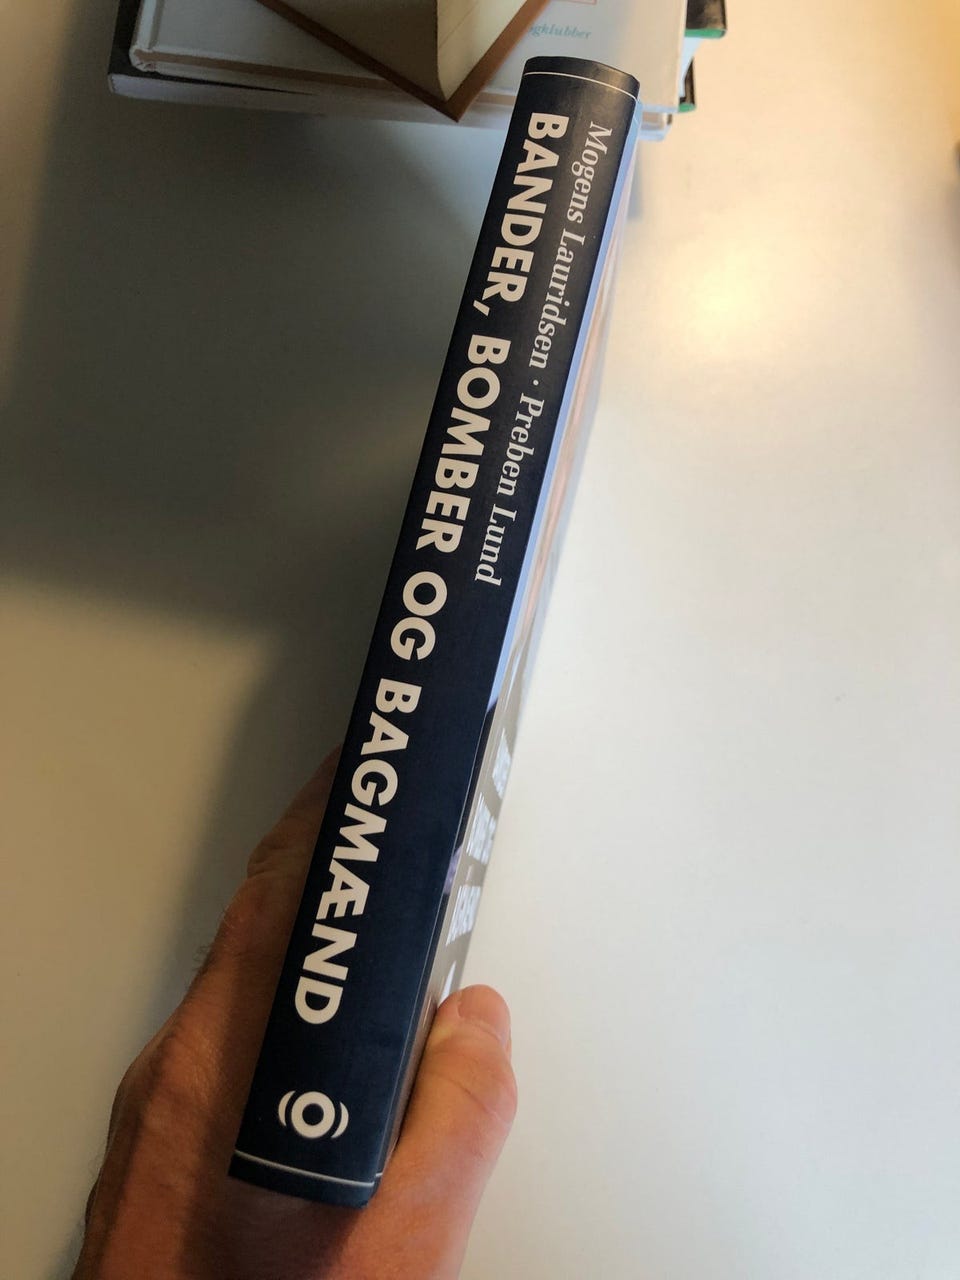 Mogens Lauridsen · Preben Lund
BANDER, BOMBER OG BAGMÆND